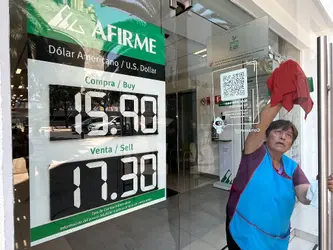 AFIRME
Dólar Americano / U.S. Dollar
Compra / Buy
15.90
Venta / Sell
17.30